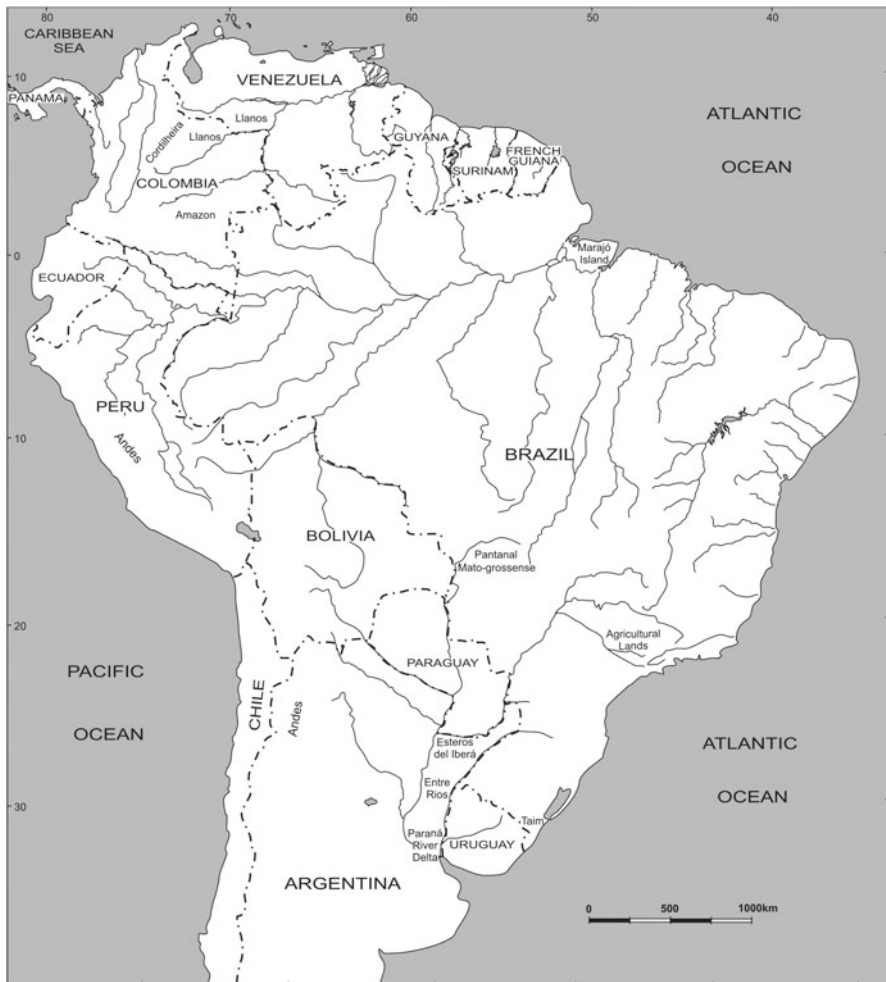 80
70
60
50
40
CARIBBEAN
SEA
10
PANAMA
VENEZUELA
Llanos
Llanos
Cordilheira
GUYANA
FRENCH
GUIANA
SURINAM
ATLANTIC
OCEAN
COLOMBIA
Amazon
0
ECUADOR
Marajó
Island
PERU
Andes
10
BRAZIL
BOLIVIA
Pantanal
Mato-grossense
20
Agricultural
Lands
PARAGUAY
PACIFIC
OCEAN
CHILE
Andes
Esteros
del Iberá
ATLANTIC
OCEAN
Entre
Rios
30
Taim
Paraná
River
Delta
URUGUAY
ARGENTINA
0
500
1000km